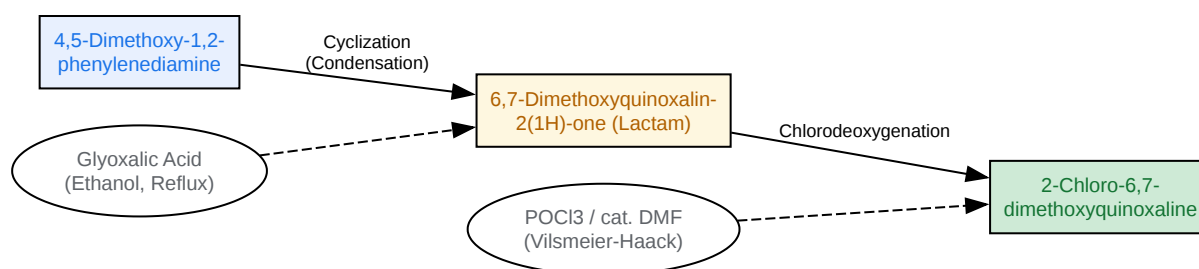 4,5-Dimethoxy-1,2-
phenylenediamine
Cyclization
(Condensation)
Glyoxalic Acid
(Ethanol, Reflux)
6,7-Dimethoxyquinoxalin-
2(1H)-one (Lactam)
Chlorodeoxygenation
POCl3 / cat. DMF
(Vilsmeier-Haack)
2-Chloro-6,7-
dimethoxyquinoxaline